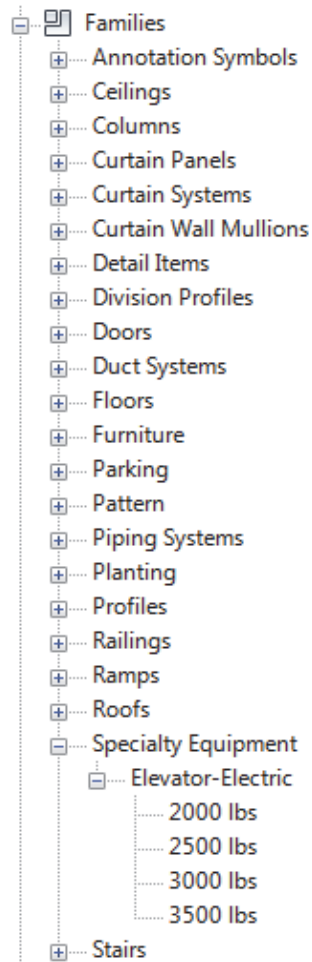 Families
Annotation Symbols
Ceilings
Columns
Curtain Panels
Curtain Systems
Curtain Wall Mullions
Detail Items
Division Profiles
Doors
Duct Systems
Floors
Furniture
Parking
Pattern
Piping Systems
Planting
Profiles
Railings
Ramps
Roofs
Specialty Equipment
Elevator-Electric
2000 lbs
2500 lbs
3000 lbs
3500 lbs
Stairs